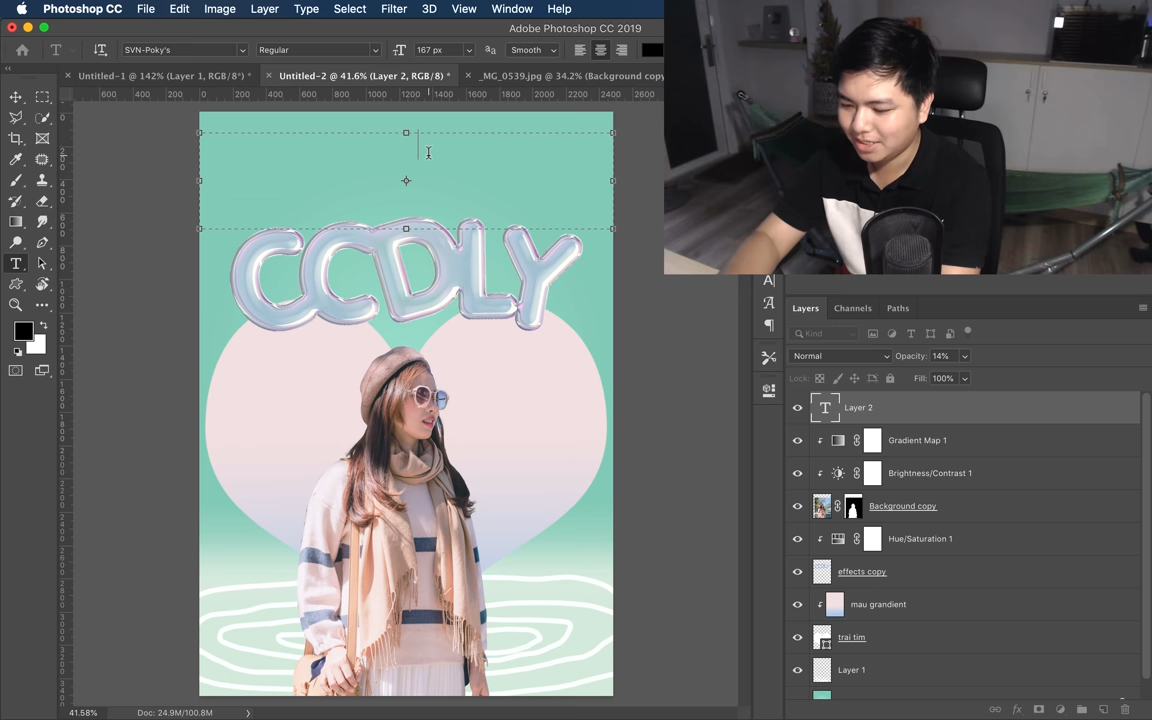 Photoshop CC File Edit Image Layer Type Select Filter 3D View Window Help
Adobe Photoshop CC 2019
SVN-Poky's Regular 167 px Smooth
Untitled-1 @ 142% (Layer 1, RGB/8*) * Untitled-2 @ 41.6% (Layer 2, RGB/8) * _MG_0539.jpg @ 34.2% (Background copy
600 400 200 0 200 400 600 800 1000 1200 1400 1600 1800 2000 2200 2400 2600
CCDLY
Layers Channels Paths
Kind
Normal Opacity: 14%
Lock: Fill: 100%
T Layer 2
Gradient Map 1
Brightness/Contrast 1
Background copy
Hue/Saturation 1
effects copy
mau grandient
trai tim
Layer 1
41.58% Doc: 24.9M/100.8M